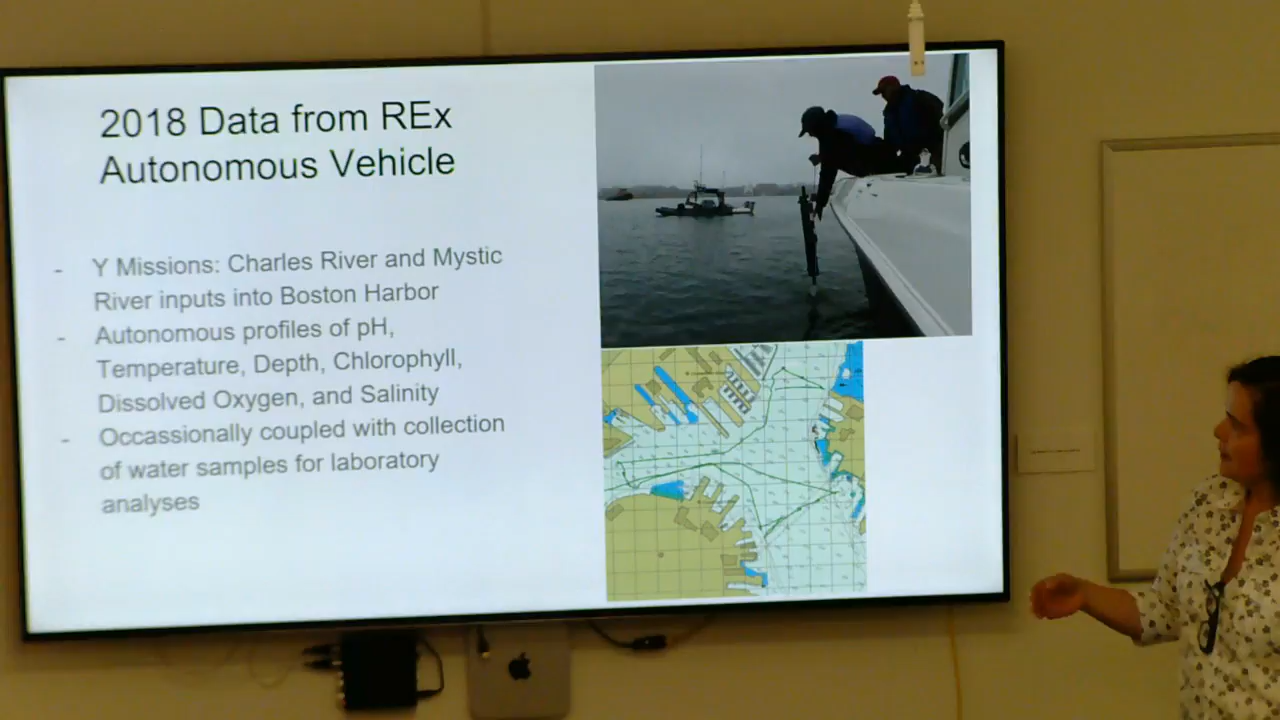 2018 Data from REx
Autonomous Vehicle
- Y Missions: Charles River and Mystic
River inputs into Boston Harbor
- Autonomous profiles of pH,
Temperature, Depth, Chlorophyll,
Dissolved Oxygen, and Salinity
- Occassionally coupled with collection
of water samples for laboratory
analyses